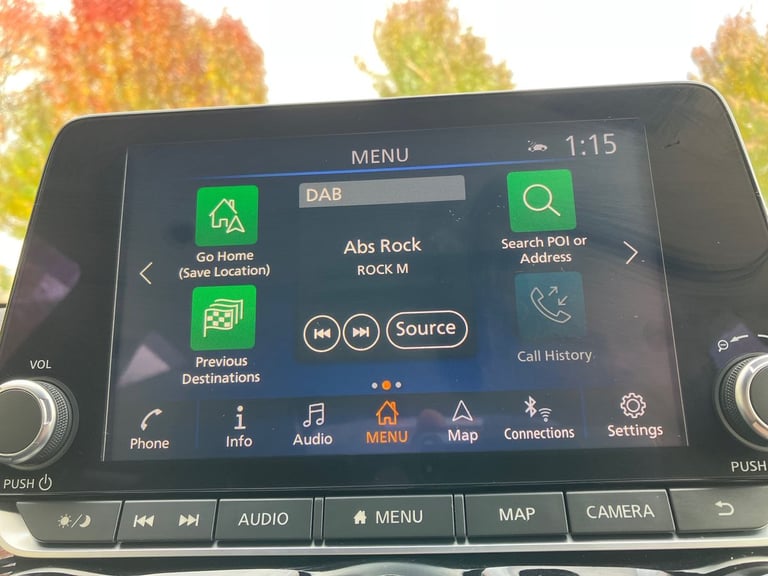 MENU
1:15
DAB
Go Home
(Save Location)
Abs Rock
ROCK M
Search POI or
Address
Previous
Destinations
Source
Call History
VOL
PUSH
Phone
Info
Audio
MENU
Map
Connections
Settings
PUSH
AUDIO
MENU
MAP
CAMERA